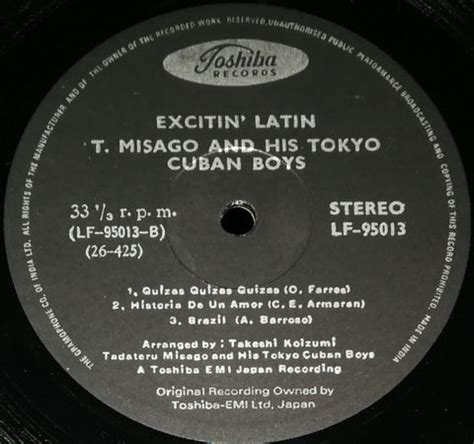 ALL RIGHTS OF THE MANUFACTURER AND OF THE OWNER OF THE RECORDED WORK RESERVED. UNAUTHORISED PUBLIC PERFORMANCE BROADCASTING AND COPYING OF THIS RECORD PROHIBITED. MADE IN INDIA
THE GRAMOPHONE CO. OF INDIA LTD.
Toshiba
RECORDS
EXCITIN' LATIN
T. MISAGO AND HIS TOKYO
CUBAN BOYS
33 1/3 r. p. m.
STEREO
(LF-95013-B)
LF-95013
(26-425)
1, Quizas Quizas Quizas (O. Farres)
2. Historia De Un Amor (C. E. Armaran)
3. Brazil (A. Barroso)
Arranged by : Takeshi Koizumi
Tadateru Misago and His Tokyo Cuban Boys
A Toshiba EMI Japan Recording
Original Recording Owned by
Toshiba-EMI Ltd, Japan